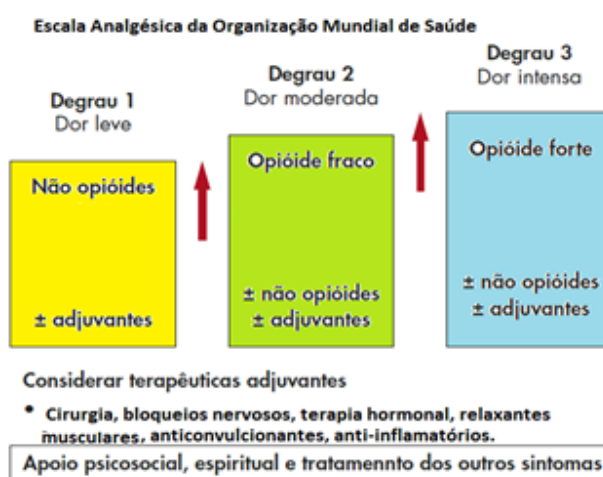 Escala Analgésica da Organização Mundial de Saúde
Degrau 1
Dor leve
Degrau 2
Dor moderada
Degrau 3
Dor intensa
Não opióides
± adjuvantes
Opióide fraco
± não opióides
± adjuvantes
Opióide forte
± não opióides
± adjuvantes
Considerar terapêuticas adjuvantes
• Cirurgia, bloqueios nervosos, terapia hormonal, relaxantes
musculares, anticonvulcionantes, anti-inflamatórios.
Apoio psicosocial, espiritual e tratamennto dos outros sintomas